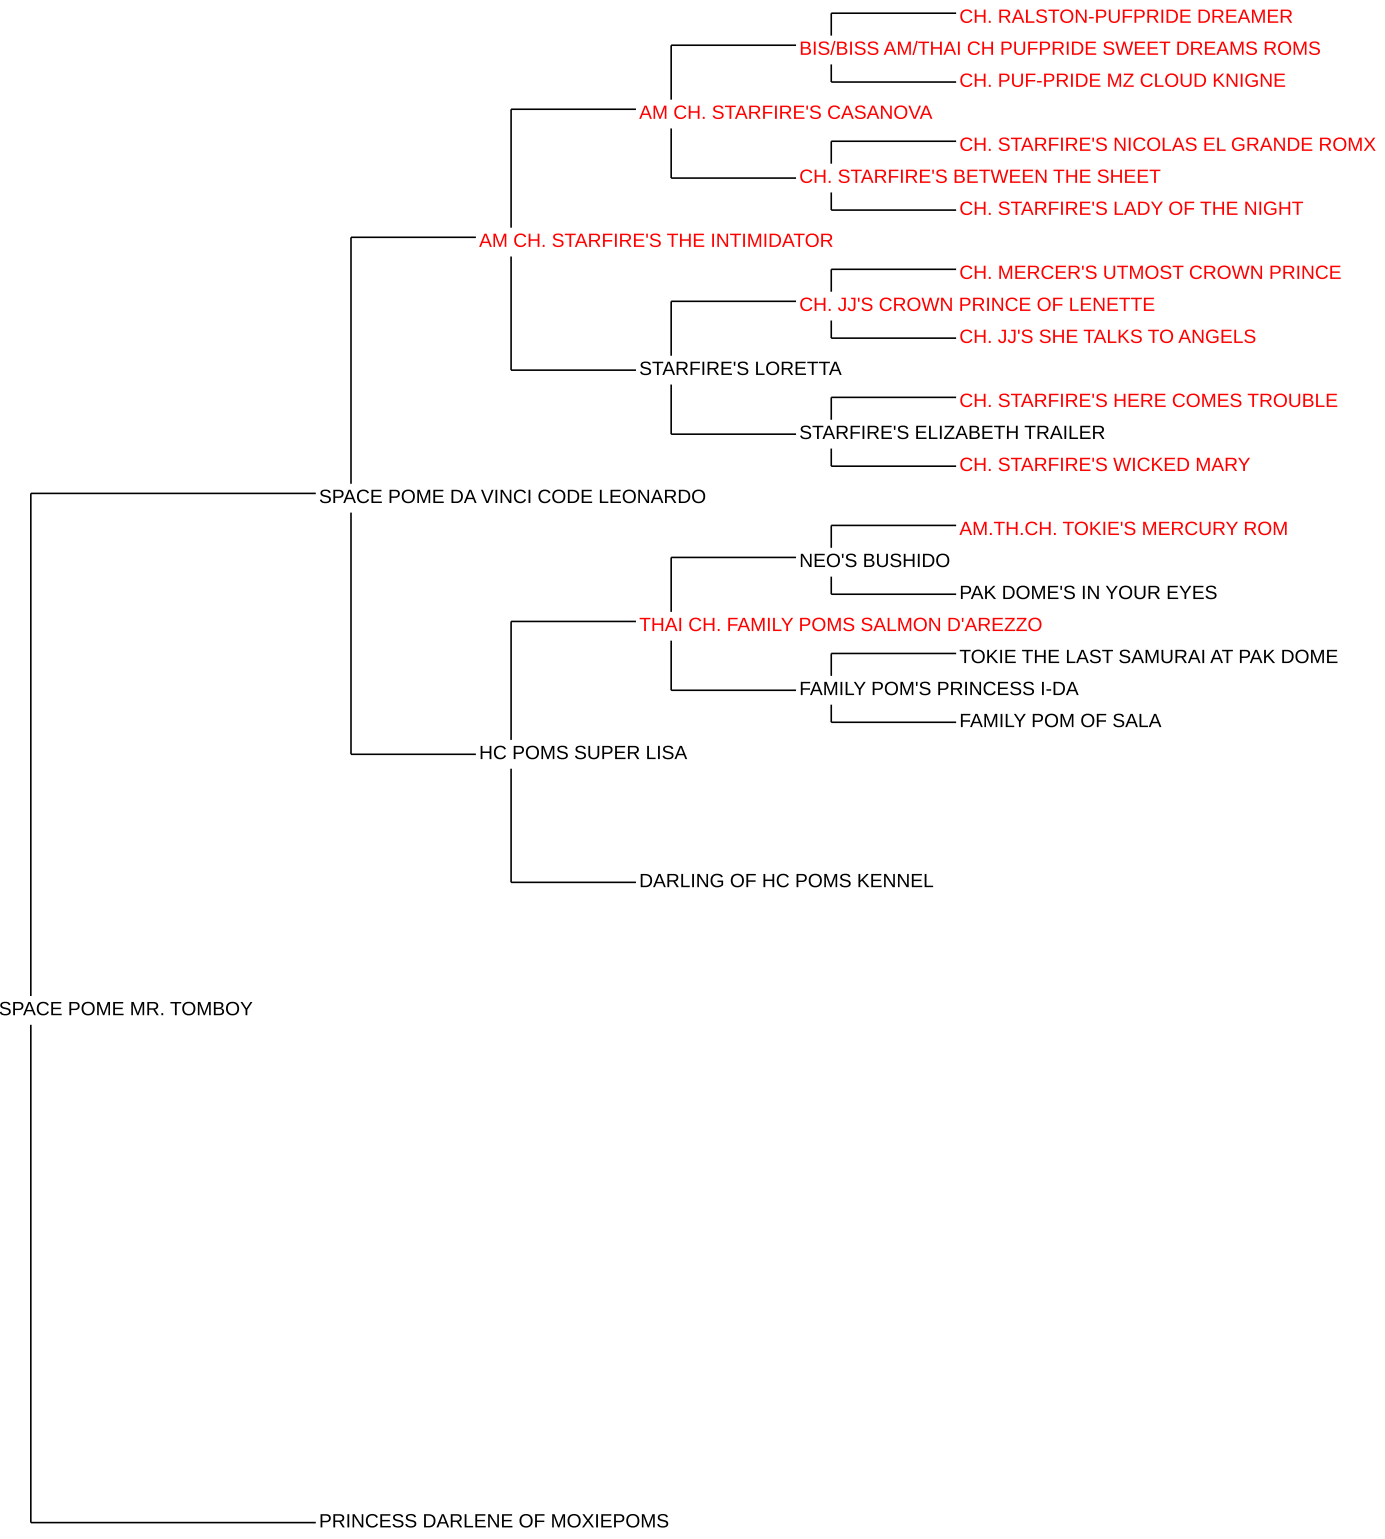 CH. RALSTON-PUFPRIDE DREAMER
BIS/BISS AM/THAI CH PUFPRIDE SWEET DREAMS ROMS
CH. PUF-PRIDE MZ CLOUD KNIGNE
AM CH. STARFIRE'S CASANOVA
CH. STARFIRE'S NICOLAS EL GRANDE ROMX
CH. STARFIRE'S BETWEEN THE SHEET
CH. STARFIRE'S LADY OF THE NIGHT
AM CH. STARFIRE'S THE INTIMIDATOR
CH. MERCER'S UTMOST CROWN PRINCE
CH. JJ'S CROWN PRINCE OF LENETTE
CH. JJ'S SHE TALKS TO ANGELS
STARFIRE'S LORETTA
CH. STARFIRE'S HERE COMES TROUBLE
STARFIRE'S ELIZABETH TRAILER
CH. STARFIRE'S WICKED MARY
SPACE POME DA VINCI CODE LEONARDO
AM.TH.CH. TOKIE'S MERCURY ROM
NEO'S BUSHIDO
PAK DOME'S IN YOUR EYES
THAI CH. FAMILY POMS SALMON D'AREZZO
TOKIE THE LAST SAMURAI AT PAK DOME
FAMILY POM'S PRINCESS I-DA
FAMILY POM OF SALA
HC POMS SUPER LISA
DARLING OF HC POMS KENNEL
SPACE POME MR. TOMBOY
PRINCESS DARLENE OF MOXIEPOMS